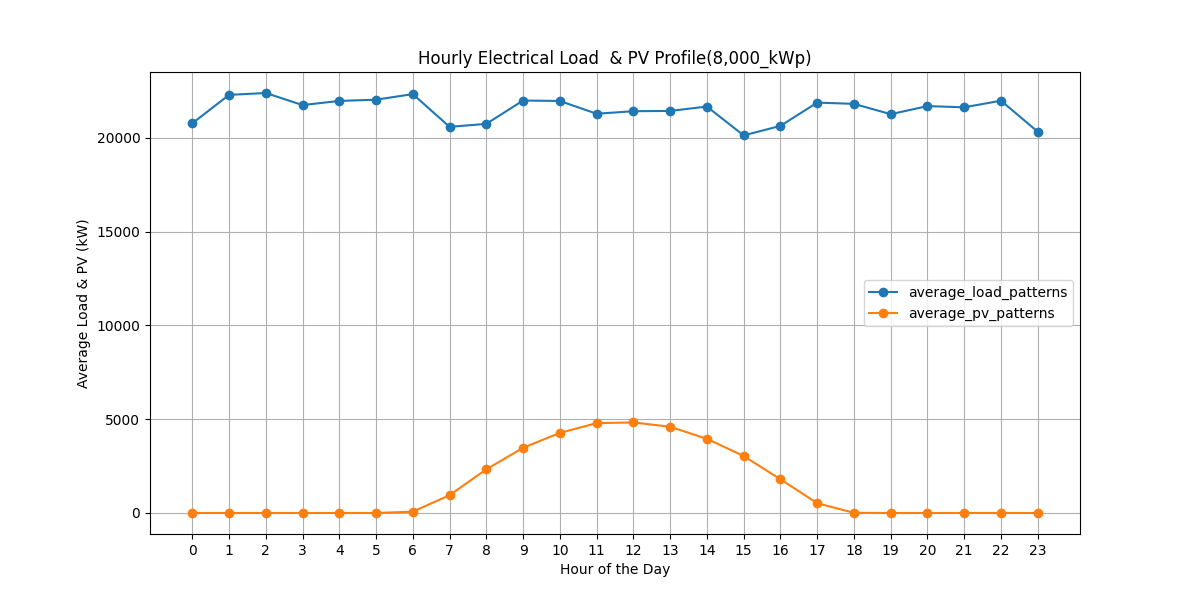 Hourly Electrical Load  & PV Profile(8,000_kWp)
Average Load & PV (kW)
20000
15000
10000
5000
0
average_load_patterns
average_pv_patterns
0 1 2 3 4 5 6 7 8 9 10 11 12 13 14 15 16 17 18 19 20 21 22 23
Hour of the Day